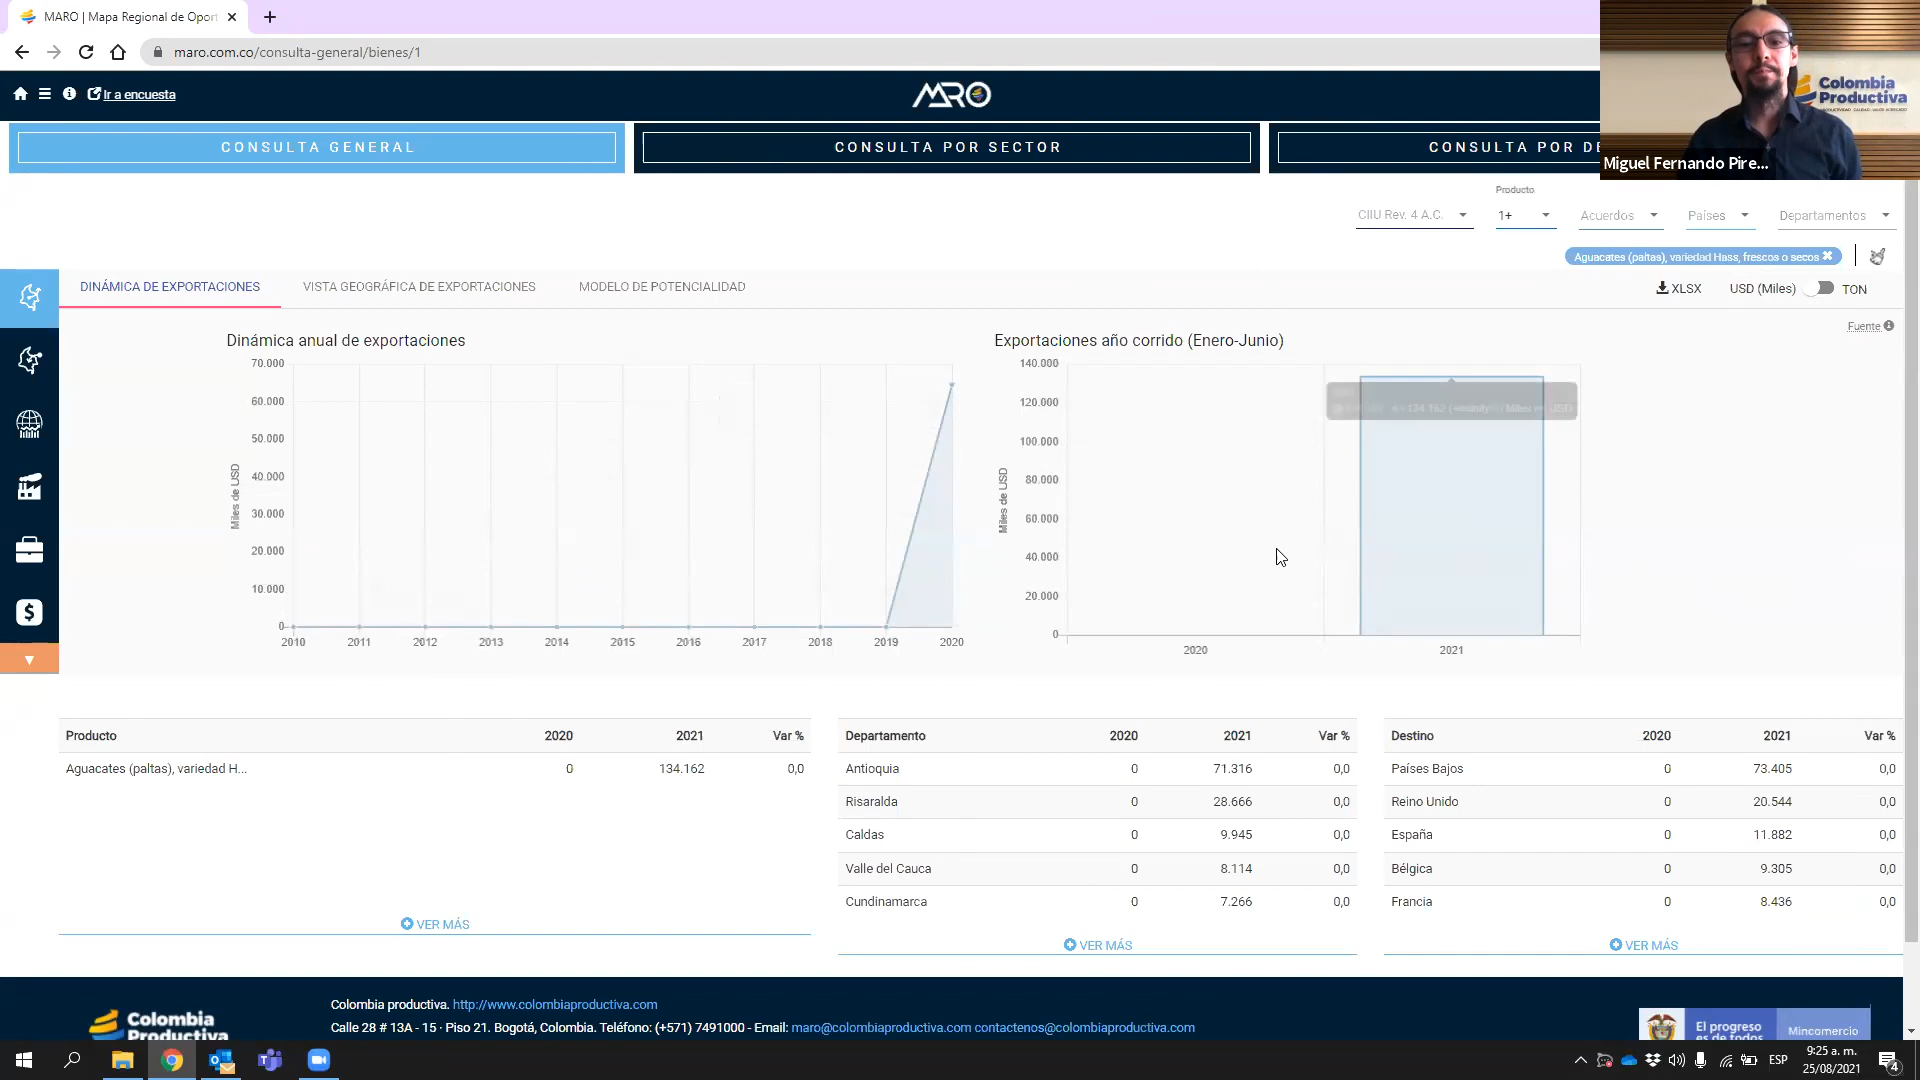 MARO | Mapa Regional de Oport
maro.com.co/consulta-general/bienes/1
Ir a encuesta
MRO
CONSULTA GENERAL
CONSULTA POR SECTOR
CONSULTA POR DE
Colombia
Productiva
Miguel Fernando Pire...
Producto
CIIU Rev. 4 A.C.
1+
Acuerdos
Países
Departamentos
Aguacates (paltas), variedad Hass, frescos o secos
DINÁMICA DE EXPORTACIONES
VISTA GEOGRÁFICA DE EXPORTACIONES
MODELO DE POTENCIALIDAD
XLSX
USD (Miles)
TON
Fuente
Dinámica anual de exportaciones
70.000
60.000
50.000
40.000
30.000
20.000
10.000
0
Miles de USD
2010 2011 2012 2013 2014 2015 2016 2017 2018 2019 2020
Exportaciones año corrido (Enero-Junio)
140.000
120.000
100.000
80.000
60.000
40.000
20.000
0
Miles de USD
2020 2021
Producto 2020 2021 Var %
Aguacates (paltas), variedad H... 0 134.162 0,0
VER MÁS
Departamento 2020 2021 Var %
Antioquia 0 71.316 0,0
Risaralda 0 28.666 0,0
Caldas 0 9.945 0,0
Valle del Cauca 0 8.114 0,0
Cundinamarca 0 7.266 0,0
VER MÁS
Destino 2020 2021 Var %
Países Bajos 0 73.405 0,0
Reino Unido 0 20.544 0,0
España 0 11.882 0,0
Bélgica 0 9.305 0,0
Francia 0 8.436 0,0
VER MÁS
Colombia
Productiva
Colombia productiva. http://www.colombiaproductiva.com
Calle 28 # 13A - 15 · Piso 21. Bogotá, Colombia. Teléfono: (+571) 7491000 - Email: maro@colombiaproductiva.com contactenos@colombiaproductiva.com
El progreso
es de todos
Mincomercio
ESP
9:25 a. m.
25/08/2021
4